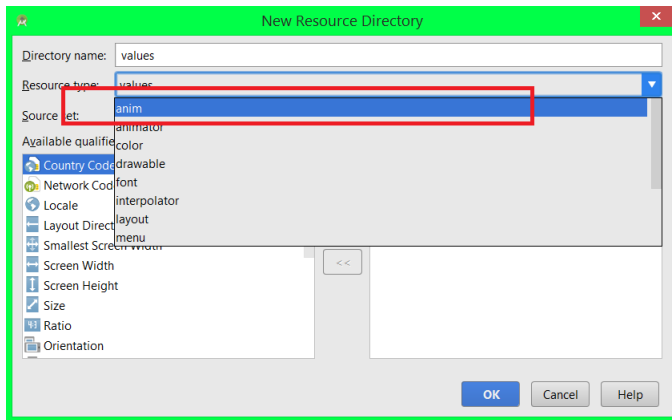 New Resource Directory
Directory name: values
Resource type: values
anim
Source set:
animator
color
Available qualifie
drawable
Country Code
font
Network Cod
interpolator
Locale
layout
Layout Direct
menu
Smallest Screen Width
<<
Screen Width
Screen Height
Size
Ratio
Orientation
OK Cancel Help